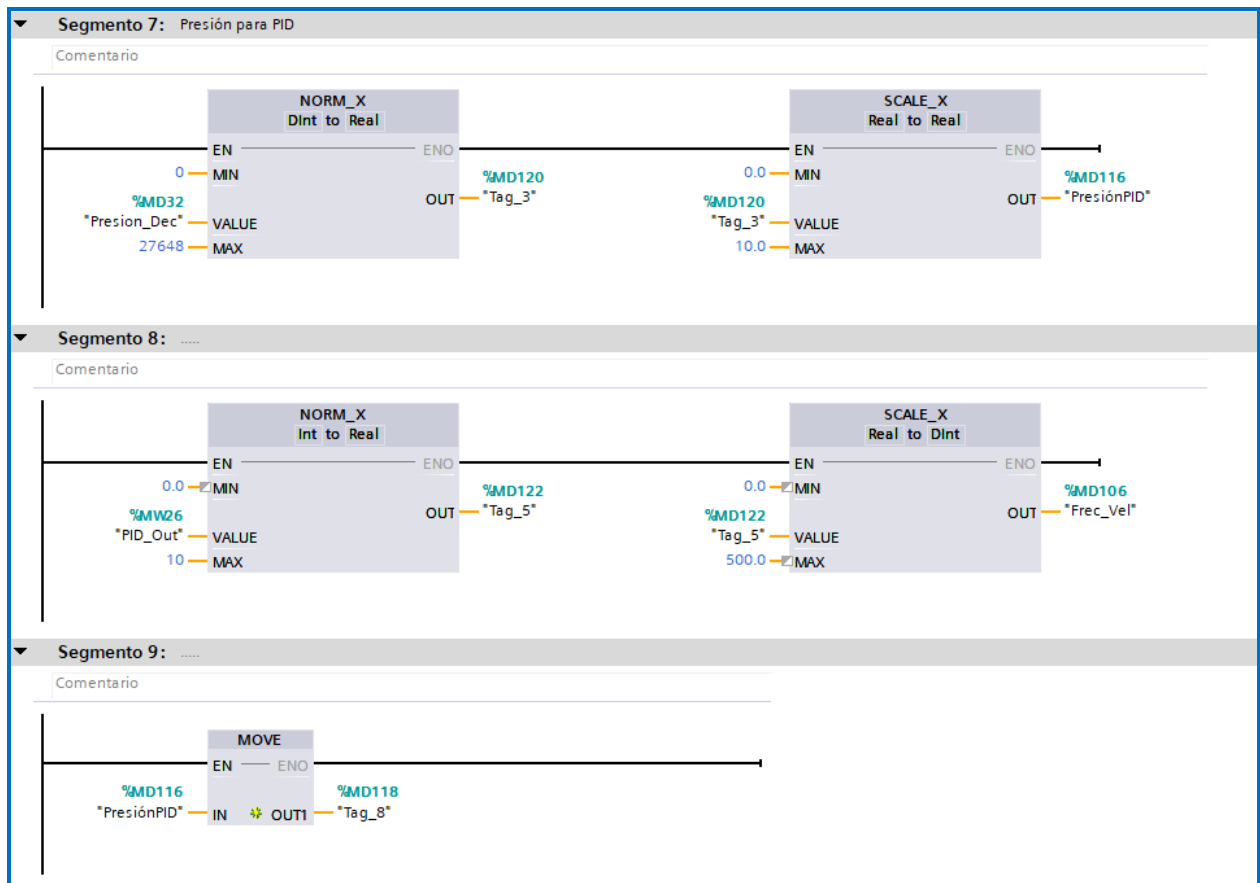 Segmento 7: Presión para PID
Comentario
NORM_X
DInt to Real
EN ENO
0 MIN
%MD32
"Presion_Dec" VALUE
27648 MAX
%MD120
OUT "Tag_3"
SCALE_X
Real to Real
EN ENO
0.0 MIN
%MD120
"Tag_3" VALUE
10.0 MAX
%MD116
OUT "PresiónPID"
Segmento 8: .....
Comentario
NORM_X
Int to Real
EN ENO
0.0 MIN
%MW26
"PID_Out" VALUE
10 MAX
%MD122
OUT "Tag_5"
SCALE_X
Real to DInt
EN ENO
0.0 MIN
%MD122
"Tag_5" VALUE
500.0 MAX
%MD106
OUT "Frec_Vel"
Segmento 9: .....
Comentario
MOVE
EN ENO
%MD116
"PresiónPID" IN
%MD118
OUT1 "Tag_8"